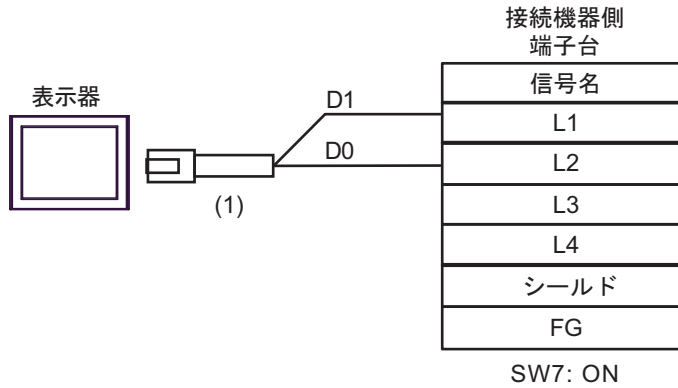 接続機器側
端子台
信号名
表示器
D1
L1
D0
L2
(1)
L3
L4
シールド
FG
SW7: ON